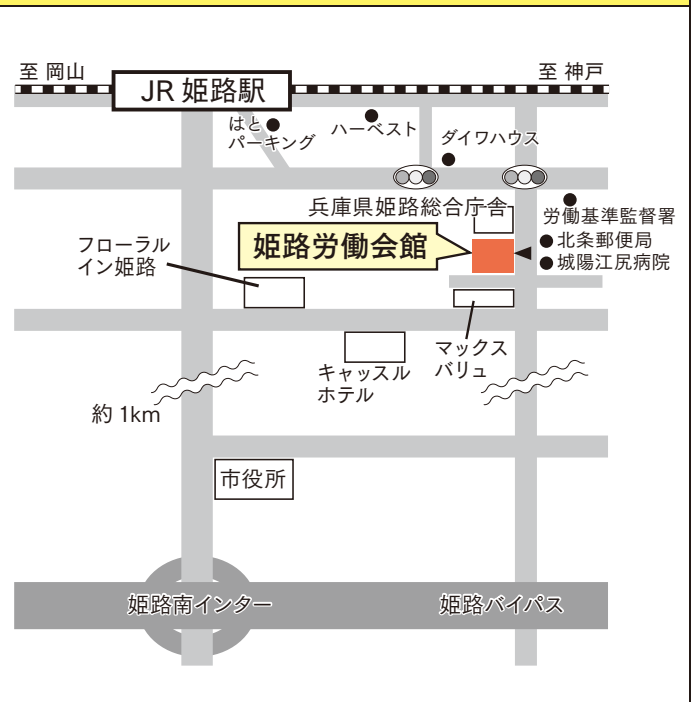 至 岡山
至 神戸
JR 姫路駅
はと
パーキング
ハーベスト
ダイワハウス
兵庫県姫路総合庁舎
労働基準監督署
北条郵便局
城陽江尻病院
姫路労働会館
フローラル
イン姫路
マックス
バリュ
キャッスル
ホテル
約 1km
市役所
姫路南インター
姫路バイパス